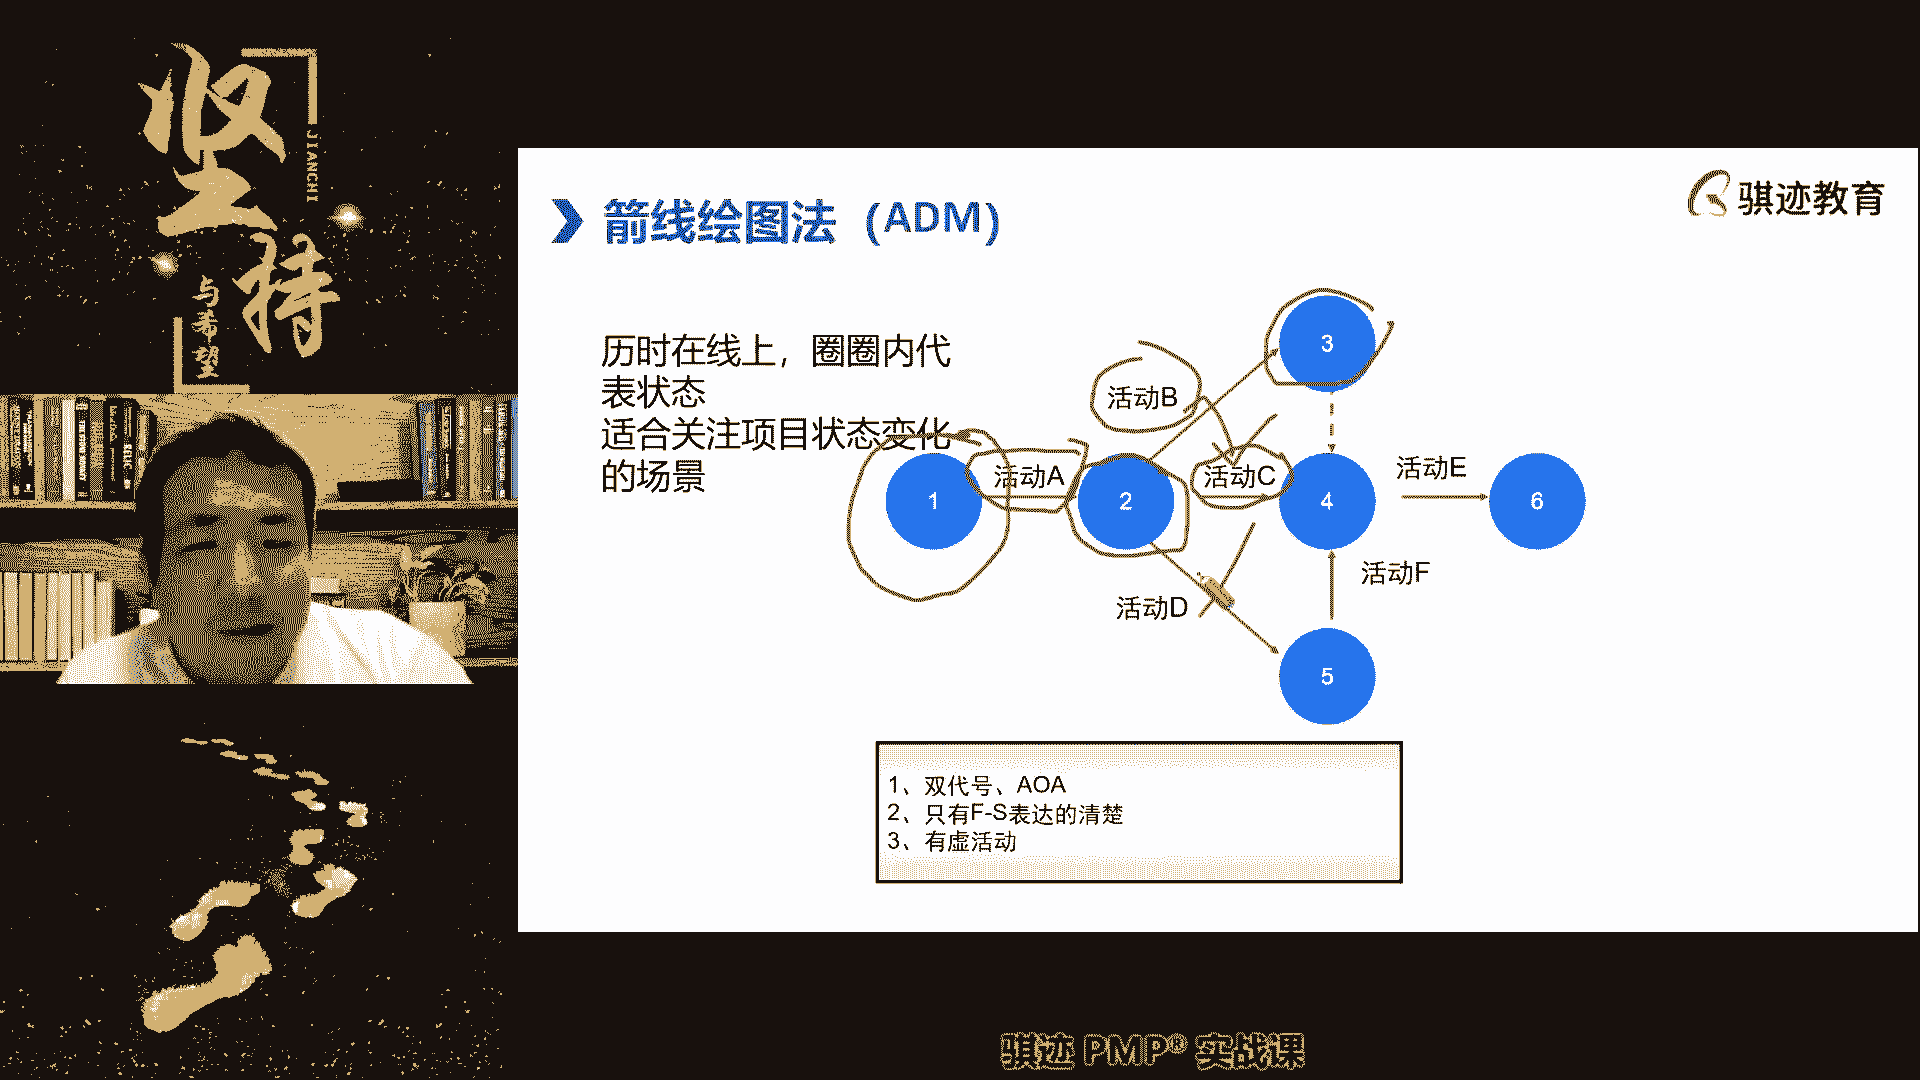 坚持
JIANCHI
与希望
骐迹教育
箭线绘图法（ADM）
历时在线上，圈圈内代
表状态
适合关注项目状态变化
的场景
3
活动B
1
活动A
2
活动C
4
活动E
6
活动F
活动D
5
1、双代号、AOA
2、只有F-S表达的清楚
3、有虚活动
骐迹 PMP® 实战课